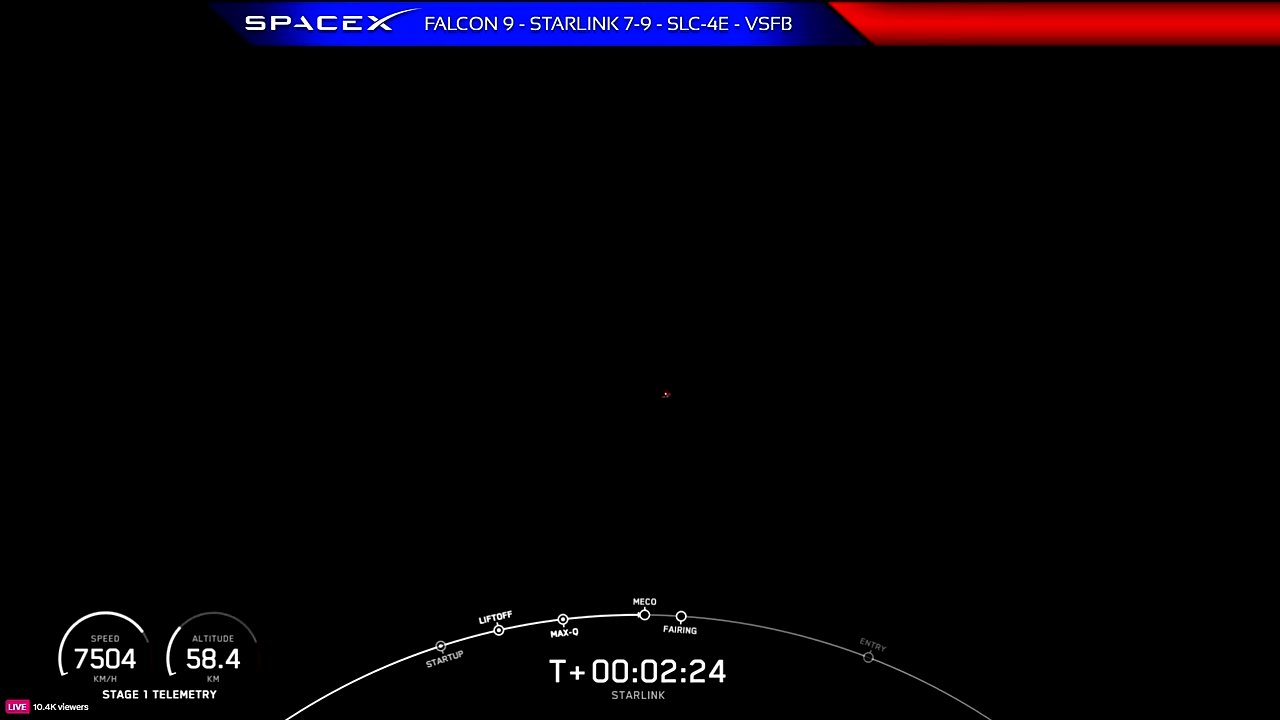 SPACEX FALCON 9 - STARLINK 7-9 - SLC-4E - VSFB
MECO
LIFTOFF
MAX-Q
FAIRING
STARTUP
ENTRY
SPEED
7504
KM/H
ALTITUDE
58.4
KM
STAGE 1 TELEMETRY
T+00:02:24
STARLINK
LIVE 10.4K viewers